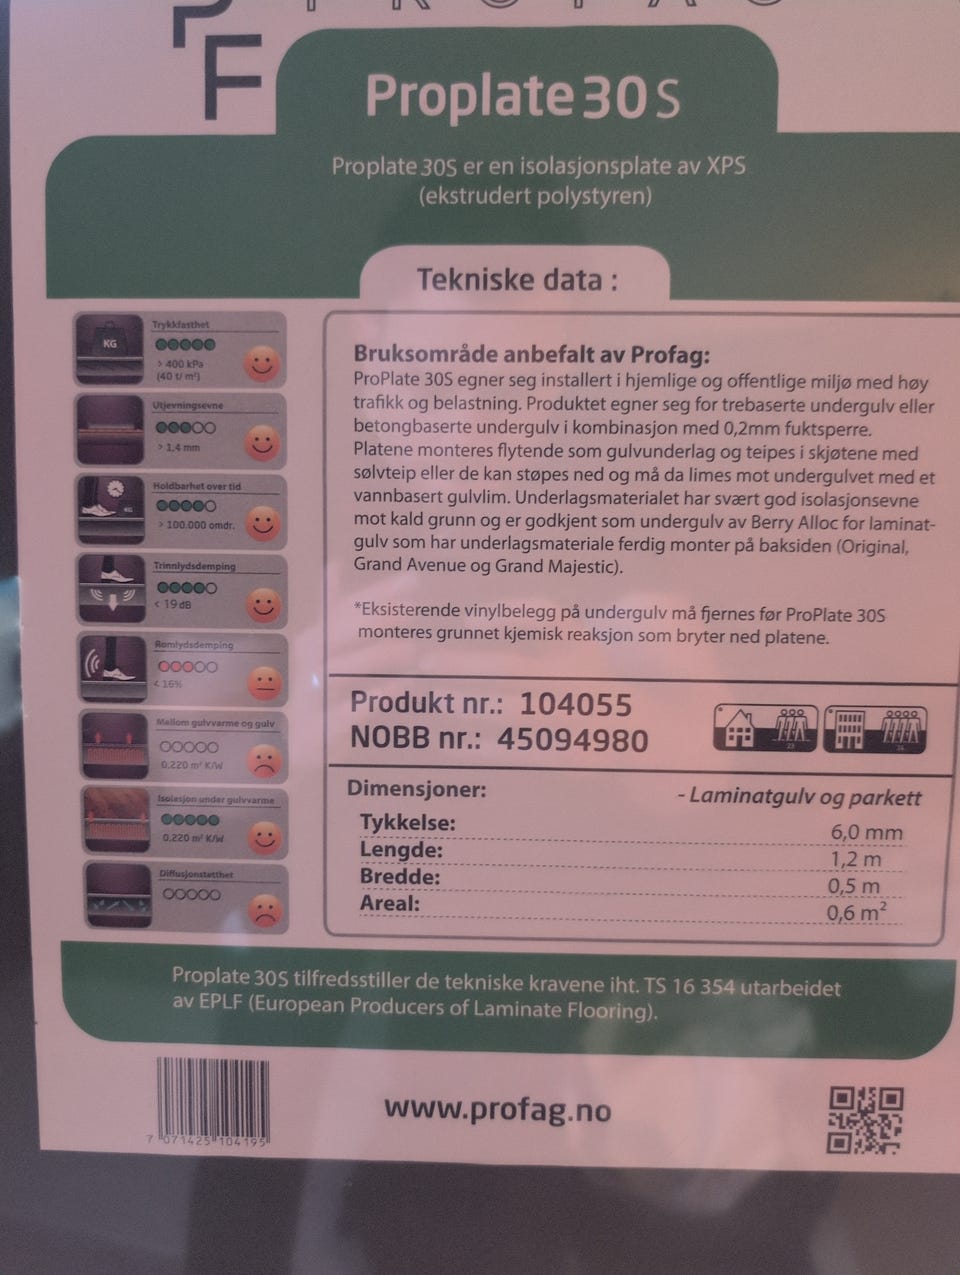 PROFAG
PF
Proplate 30 S
Proplate 30S er en isolasjonsplate av XPS
(ekstrudert polystyren)
Tekniske data :
Trykkfasthet
KG
> 400 kPa
(40 t/ m²)
Utjevningsevne
> 1,4 mm
Holdbarhet over tid
KG
> 100.000 omdr.
Trinnlydsdemping
< 19 dB
Romlydsdemping
< 16%
Mellom gulvvarme og gulv
0,220 m² K/W
Isolasjon under gulvvarme
0,220 m² K/W
Diffusjonstetthet
Bruksområde anbefalt av Profag:
ProPlate 30S egner seg installert i hjemlige og offentlige miljø med høy
trafikk og belastning. Produktet egner seg for trebaserte undergulv eller
betongbaserte undergulv i kombinasjon med 0,2mm fuktsperre.
Platene monteres flytende som gulvunderlag og teipes i skjøtene med
sølvteip eller de kan støpes ned og må da limes mot undergulvet med et
vannbasert gulvlim. Underlagsmaterialet har svært god isolasjonsevne
mot kald grunn og er godkjent som undergulv av Berry Alloc for laminat-
gulv som har underlagsmateriale ferdig monter på baksiden (Original,
Grand Avenue og Grand Majestic).
*Eksisterende vinylbelegg på undergulv må fjernes før ProPlate 30S
monteres grunnet kjemisk reaksjon som bryter ned platene.
Produkt nr.: 104055
NOBB nr.: 45094980
23
34
Dimensjoner:
- Laminatgulv og parkett
Tykkelse: 6,0 mm
Lengde: 1,2 m
Bredde: 0,5 m
Areal: 0,6 m²
Proplate 30S tilfredsstiller de tekniske kravene iht. TS 16 354 utarbeidet
av EPLF (European Producers of Laminate Flooring).
7 071425 104195
www.profag.no